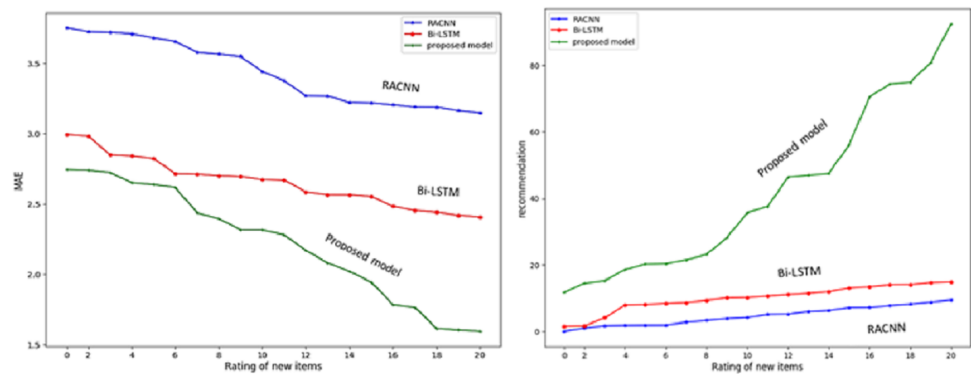 RACNN
Bi-LSTM
proposed model
3.5
3.0
2.5
2.0
1.5
MAE
RACNN
Bi-LSTM
Proposed model
0 2 4 6 8 10 12 14 16 18 20
Rating of new items
RACNN
Bi-LSTM
proposed model
80
60
40
20
0
recommendation
Proposed model
Bi-LSTM
RACNN
0 2 4 6 8 10 12 14 16 18 20
Rating of new items